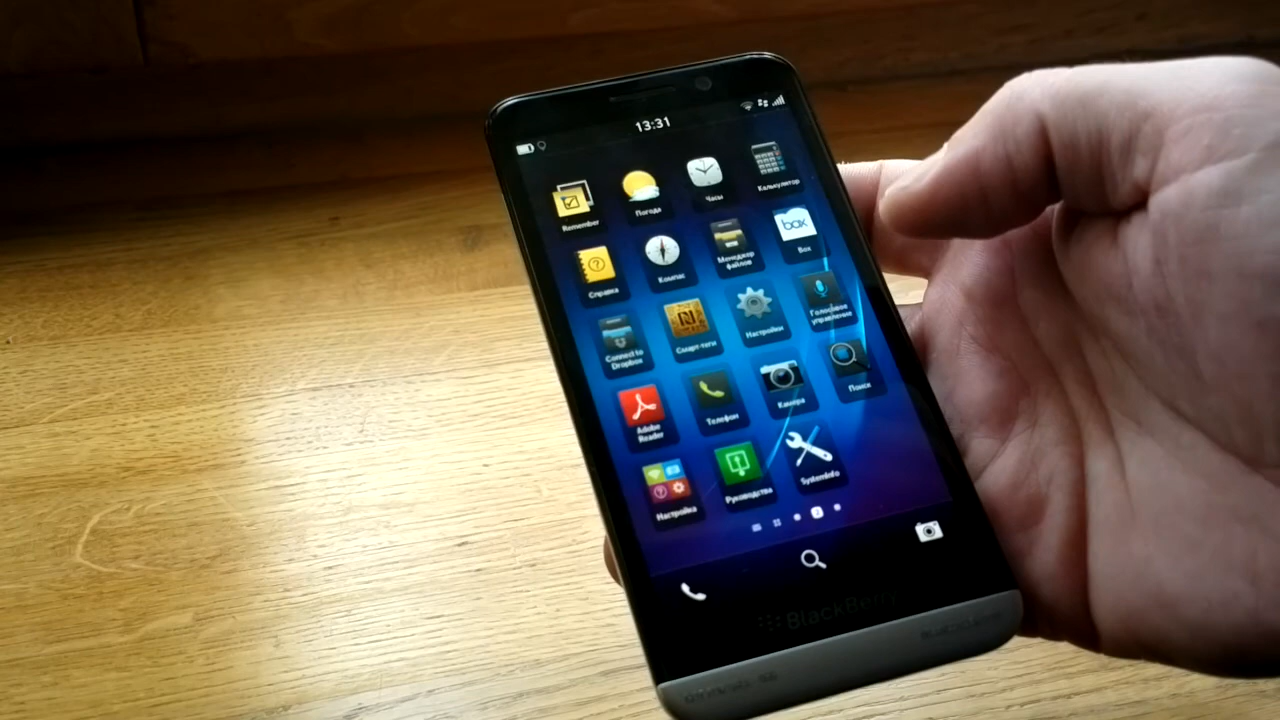 13:31
Remember
Погода
Часы
Калькулятор
Справка
Компас
Менеджер
файлов
box
Box
Connect to
Dropbox
Смарт-теги
Настройки
Голосовое
управление
Adobe
Reader
Телефон
Камера
Поиск
Настройка
Руководства
SystemInfo
BlackBerry